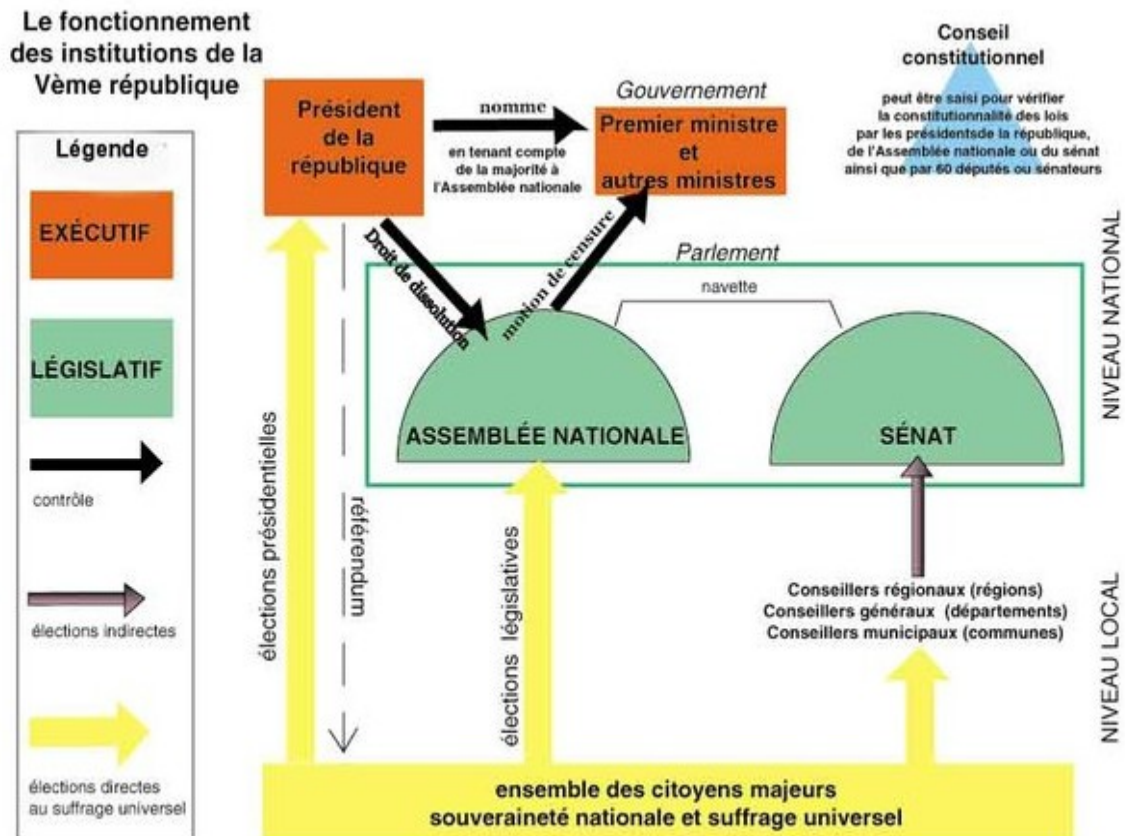 Le fonctionnement
des institutions de la
Vème république
Légende
EXÉCUTIF
LÉGISLATIF
contrôle
élections indirectes
élections directes
au suffrage universel
Président
de la
république
nomme
en tenant compte
de la majorité à
l'Assemblée nationale
Gouvernement
Premier ministre
et
autres ministres
Conseil
constitutionnel
peut être saisi pour vérifier
la constitutionnalité des lois
par les présidentsde la république,
de l'Assemblée nationale ou du sénat
ainsi que par 60 députés ou sénateurs
Droit de dissolution
motion de censure
Parlement
navette
ASSEMBLÉE NATIONALE
SÉNAT
NIVEAU NATIONAL
élections présidentielles
référendum
élections législatives
Conseillers régionaux (régions)
Conseillers généraux (départements)
Conseillers municipaux (communes)
NIVEAU LOCAL
ensemble des citoyens majeurs
souveraineté nationale et suffrage universel